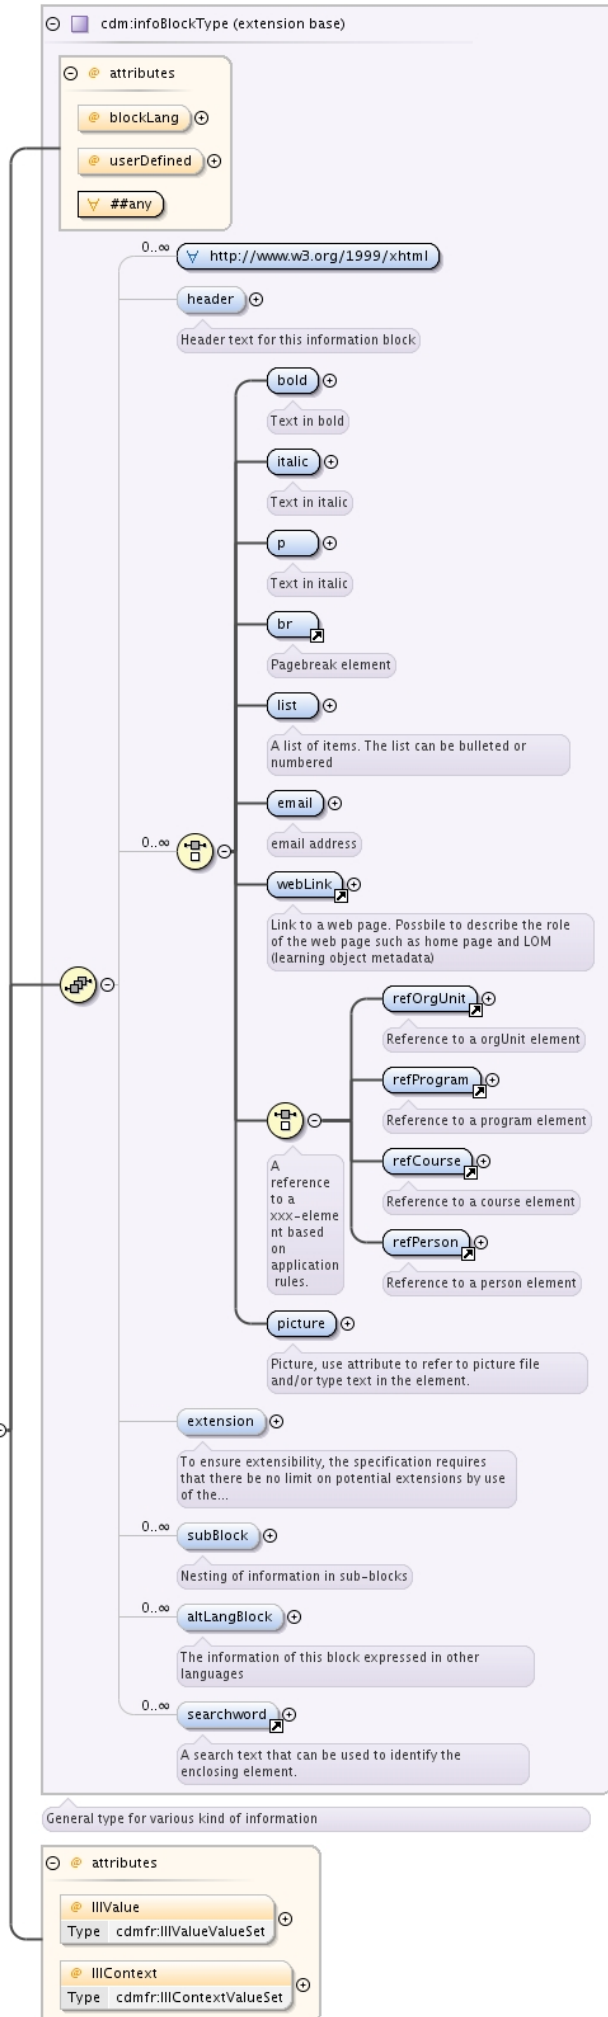 cdm:infoBlockType (extension base)
@ attributes
@ blockLang
@ userDefined
∀ ##any
0..∞
∀ http://www.w3.org/1999/xhtml
header
Header text for this information block
bold
Text in bold
italic
Text in italic
p
Text in italic
br
Pagebreak element
list
A list of items. The list can be bulleted or
numbered
email
0..∞
email address
webLink
Link to a web page. Possbile to describe the role
of the web page such as home page and LOM
(learning object metadata)
refOrgUnit
Reference to a orgUnit element
refProgram
Reference to a program element
A
reference
to a
xxx-eleme
nt based
on
application
rules.
refCourse
Reference to a course element
refPerson
Reference to a person element
picture
Picture, use attribute to refer to picture file
and/or type text in the element.
extension
To ensure extensibility, the specification requires
that there be no limit on potential extensions by use
of the...
0..∞
subBlock
Nesting of information in sub-blocks
0..∞
altLangBlock
The information of this block expressed in other
languages
0..∞
searchword
A search text that can be used to identify the
enclosing element.
General type for various kind of information
@ attributes
@ lllValue
Type cdmfr:lllValueValueSet
@ lllContext
Type cdmfr:lllContextValueSet